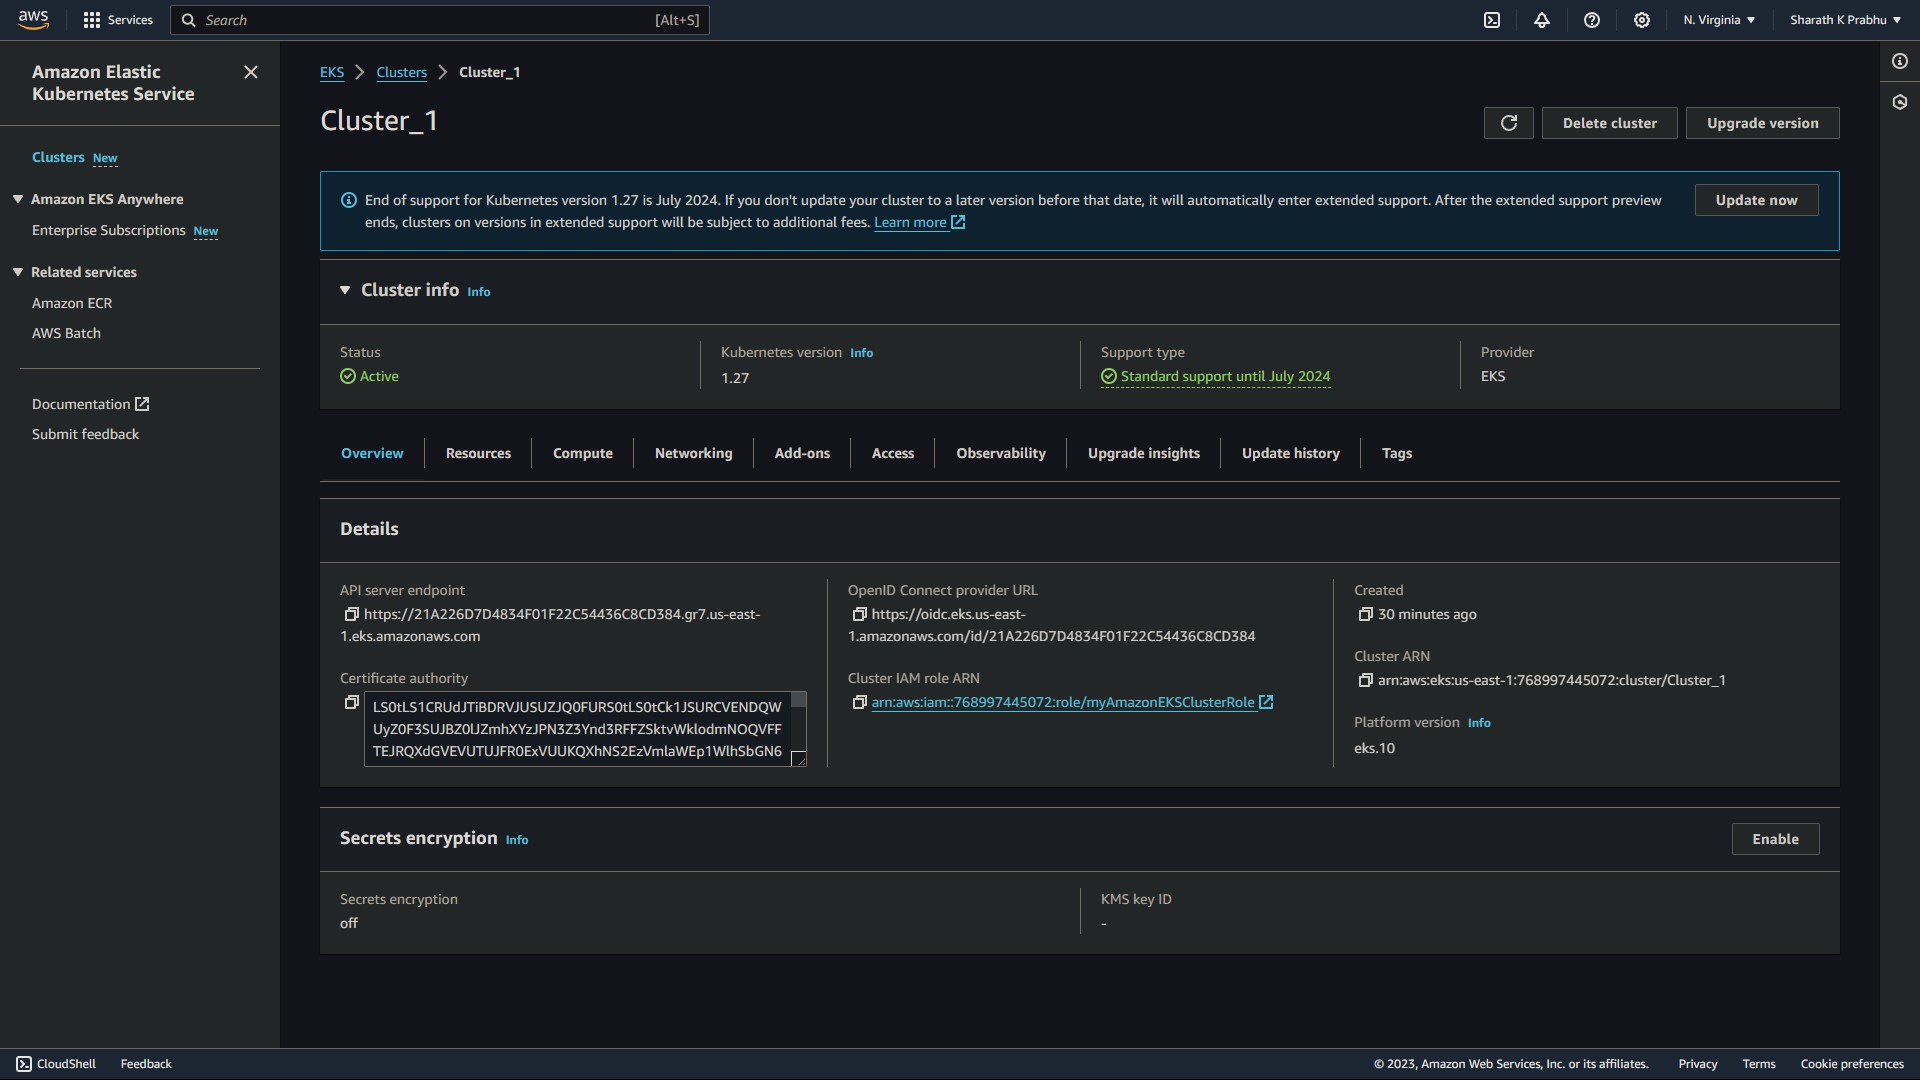 aws
Services
Search
[Alt+S]
N. Virginia
Sharath K Prabhu
Amazon Elastic
Kubernetes Service
Clusters New
Amazon EKS Anywhere
Enterprise Subscriptions New
Related services
Amazon ECR
AWS Batch
Documentation
Submit feedback
EKS
Clusters
Cluster_1
Cluster_1
Delete cluster
Upgrade version
End of support for Kubernetes version 1.27 is July 2024. If you don't update your cluster to a later version before that date, it will automatically enter extended support. After the extended support preview
ends, clusters on versions in extended support will be subject to additional fees. Learn more
Update now
Cluster info Info
Status
Active
Kubernetes version Info
1.27
Support type
Standard support until July 2024
Provider
EKS
Overview
Resources
Compute
Networking
Add-ons
Access
Observability
Upgrade insights
Update history
Tags
Details
API server endpoint
https://21A226D7D4834F01F22C54436C8CD384.gr7.us-east-
1.eks.amazonaws.com
Certificate authority
LS0tLS1CRUdJTiBDRVJUSUZJQ0FURS0tLS0tCk1JSURCVENDQW
UyZ0F3SUJBZ0lJZmhXYzJPN3Z3Ynd3RFFZSktvWklodmNOQVFF
TEJRQXdGVEVUTUJFR0ExVUUKQXhNS2EzVmlaWEp1WlhSbGN6
OpenID Connect provider URL
https://oidc.eks.us-east-
1.amazonaws.com/id/21A226D7D4834F01F22C54436C8CD384
Cluster IAM role ARN
arn:aws:iam::768997445072:role/myAmazonEKSClusterRole
Created
30 minutes ago
Cluster ARN
arn:aws:eks:us-east-1:768997445072:cluster/Cluster_1
Platform version Info
eks.10
Secrets encryption Info
Enable
Secrets encryption
off
KMS key ID
-
CloudShell
Feedback
© 2023, Amazon Web Services, Inc. or its affiliates.
Privacy
Terms
Cookie preferences